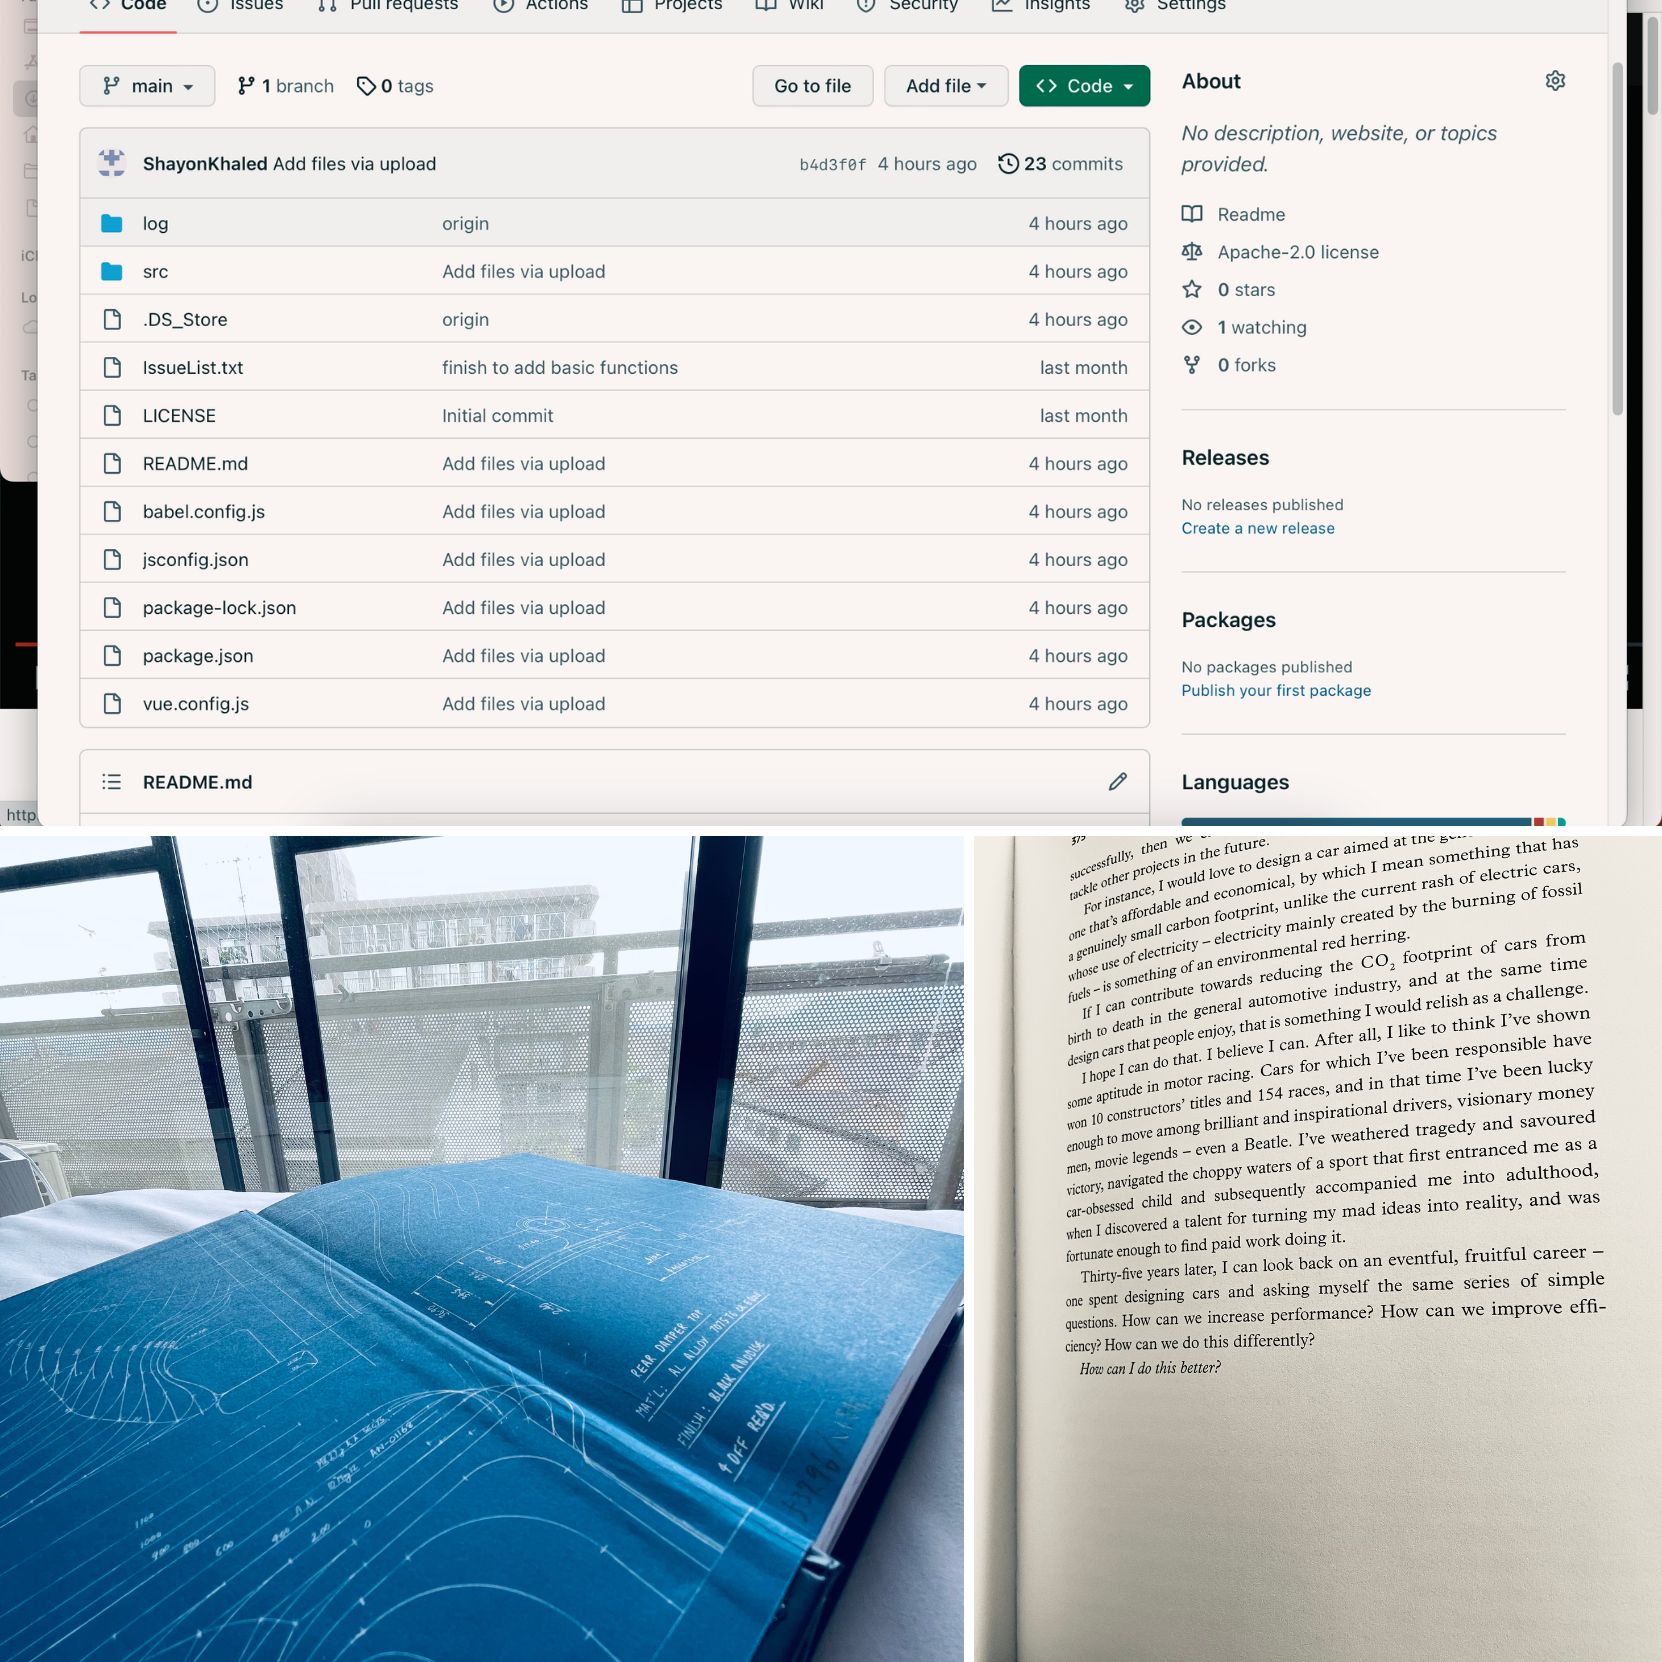 Code Issues Pull requests Actions Projects Wiki Security Insights Settings
main 1 branch 0 tags Go to file Add file Code
ShayonKhaled Add files via upload b4d3f0f 4 hours ago 23 commits
log origin 4 hours ago
src Add files via upload 4 hours ago
.DS_Store origin 4 hours ago
IssueList.txt finish to add basic functions last month
LICENSE Initial commit last month
README.md Add files via upload 4 hours ago
babel.config.js Add files via upload 4 hours ago
jsconfig.json Add files via upload 4 hours ago
package-lock.json Add files via upload 4 hours ago
package.json Add files via upload 4 hours ago
vue.config.js Add files via upload 4 hours ago
README.md
About
No description, website, or topics
provided.
Readme
Apache-2.0 license
0 stars
1 watching
0 forks
Releases
No releases published
Create a new release
Packages
No packages published
Publish your first package
Languages
iCl
Lo
Ta
http
REAR DAMPER TOP
MAT'L: AL ALLOY
FINISH: BLACK ANODISE
4 OFF REQ'D
AN-01168
1100
1000
900 800 600 400 200 0
375
successfully, then we
tackle other projects in the future.
For instance, I would love to design a car aimed at the
one that's affordable and economical, by which I mean something that has
a genuinely small carbon footprint, unlike the current rash of electric cars,
whose use of electricity – electricity mainly created by the burning of fossil
fuels – is something of an environmental red herring.
If I can contribute towards reducing the CO₂ footprint of cars from
birth to death in the general automotive industry, and at the same time
design cars that people enjoy, that is something I would relish as a challenge.
I hope I can do that. I believe I can. After all, I like to think I've shown
some aptitude in motor racing. Cars for which I've been responsible have
won 10 constructors' titles and 154 races, and in that time I've been lucky
enough to move among brilliant and inspirational drivers, visionary money
men, movie legends – even a Beatle. I've weathered tragedy and savoured
victory, navigated the choppy waters of a sport that first entranced me as a
car-obsessed child and subsequently accompanied me into adulthood,
when I discovered a talent for turning my mad ideas into reality, and was
fortunate enough to find paid work doing it.
Thirty-five years later, I can look back on an eventful, fruitful career –
one spent designing cars and asking myself the same series of simple
questions. How can we increase performance? How can we improve effi-
ciency? How can we do this differently?
How can I do this better?